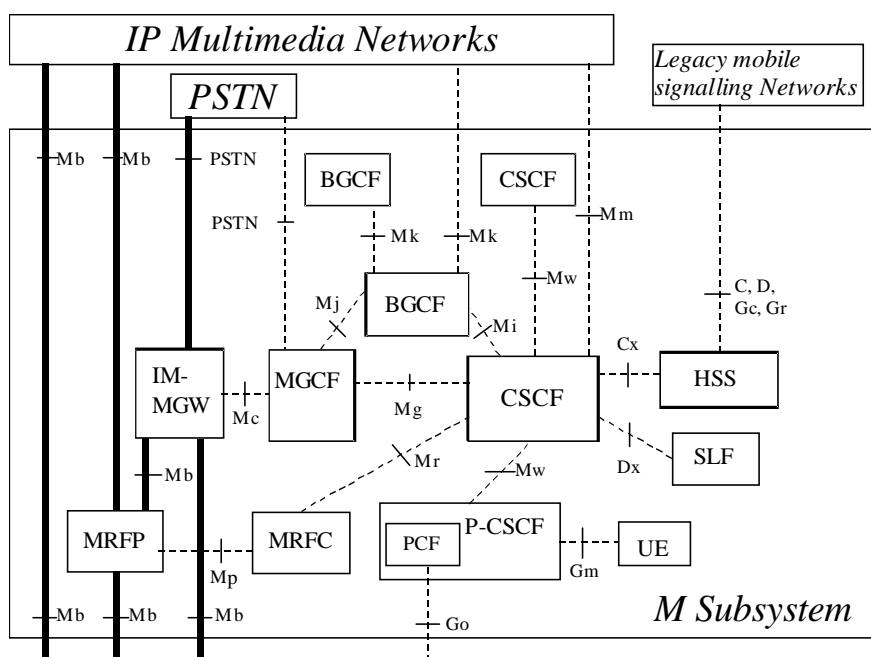 IP Multimedia Networks
Legacy mobile
signalling Networks
PSTN
Mb
Mb
PSTN
BGCF
CSCF
PSTN
Mk
Mk
Mm
Mw
C, D,
Gc, Gr
BGCF
Mj
Mi
Cx
IM-
MGW
MGCF
CSCF
HSS
Mc
Mg
Mr
Mw
Dx
SLF
Mb
MRFP
MRFC
P-CSCF
PCF
UE
Mp
Gm
Mb
Mb
Mb
Go
M Subsystem